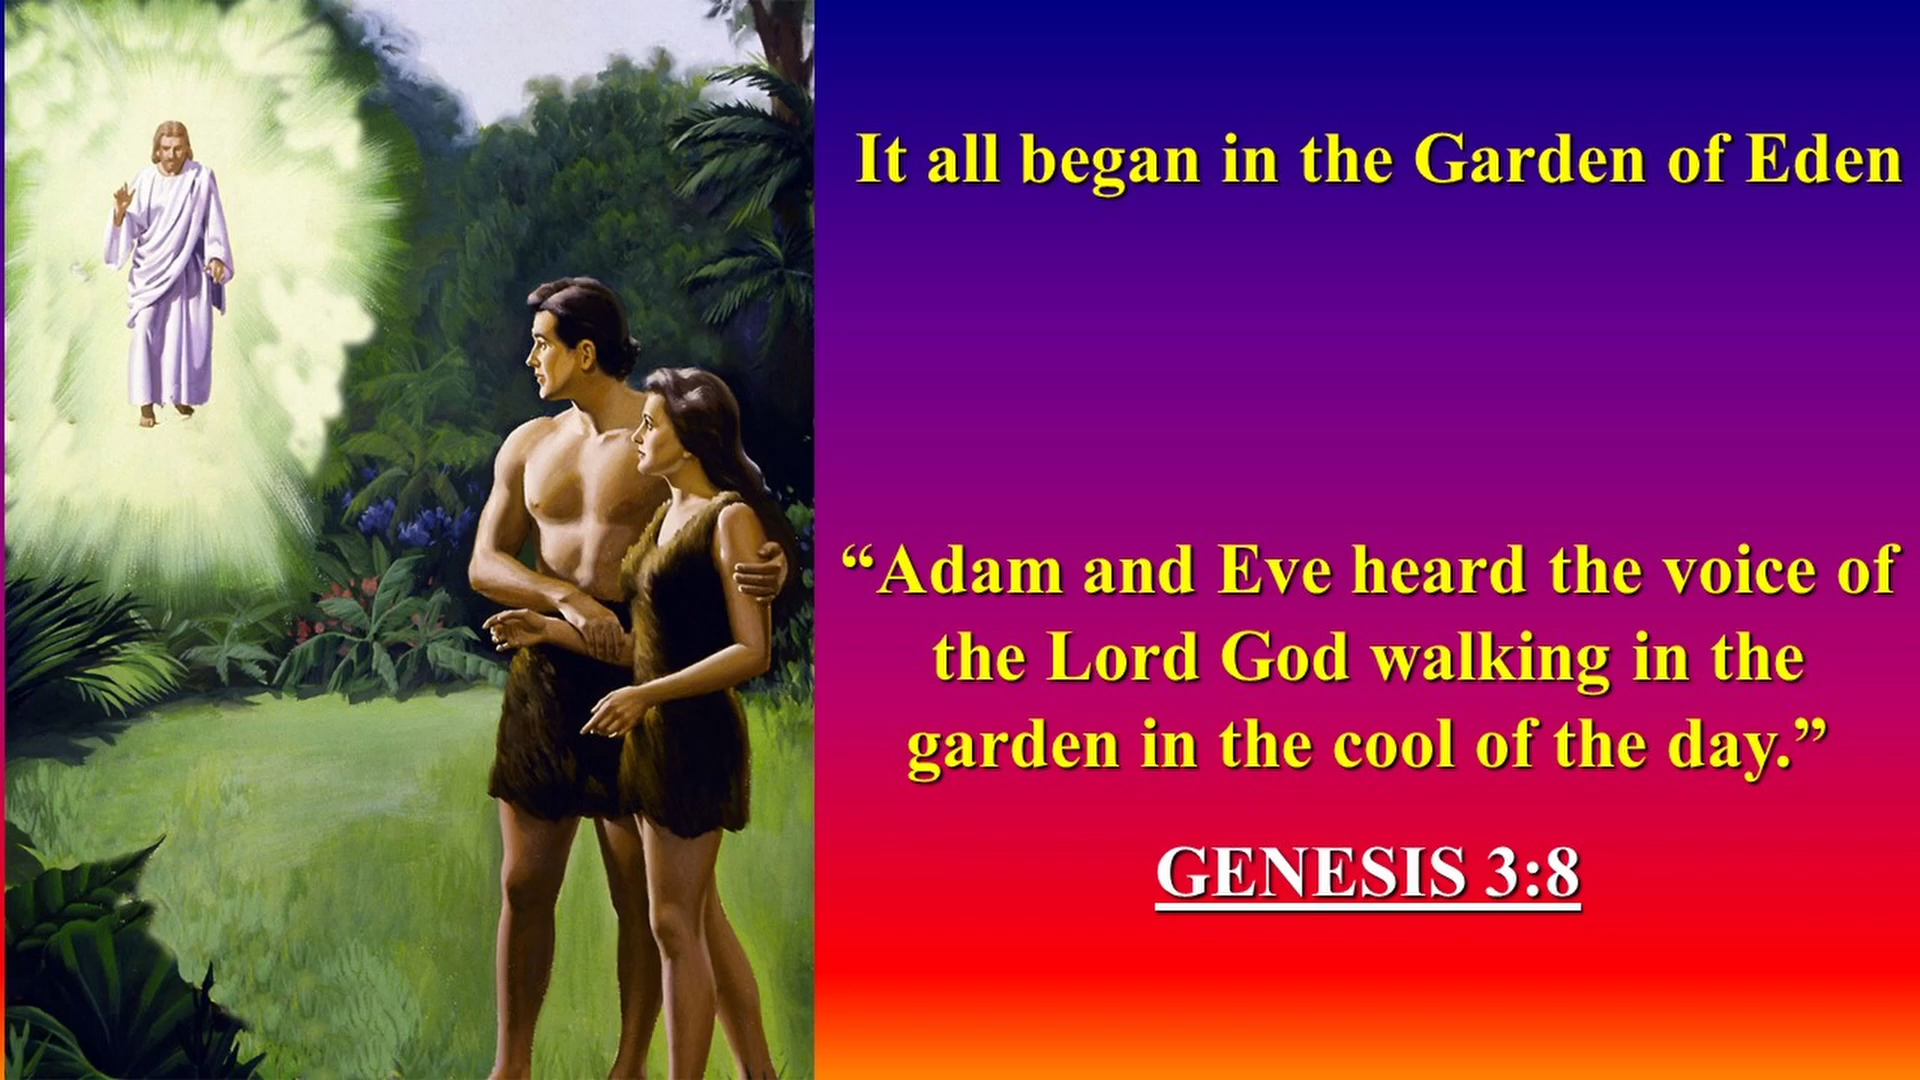 It all began in the Garden of Eden
“Adam and Eve heard the voice of
the Lord God walking in the
garden in the cool of the day.”
GENESIS 3:8